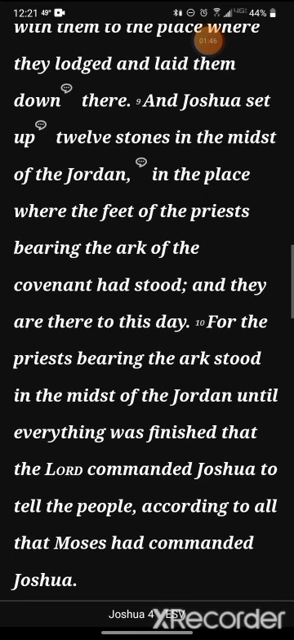 12:21 49° 44%
01:46
with them to the place where
they lodged and laid them
down there. 9 And Joshua set
up twelve stones in the midst
of the Jordan, in the place
where the feet of the priests
bearing the ark of the
covenant had stood; and they
are there to this day. 10 For the
priests bearing the ark stood
in the midst of the Jordan until
everything was finished that
the LORD commanded Joshua to
tell the people, according to all
that Moses had commanded
Joshua.
Joshua 4 ESV
XRecorder